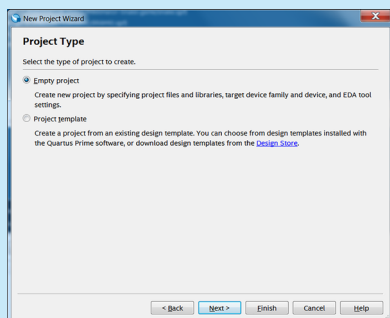 New Project Wizard
Project Type
Select the type of project to create.
Empty project
Create new project by specifying project files and libraries, target device family and device, and EDA tool
settings.
Project template
Create a project from an existing design template. You can choose from design templates installed with
the Quartus Prime software, or download design templates from the Design Store.
< Back Next > Finish Cancel Help